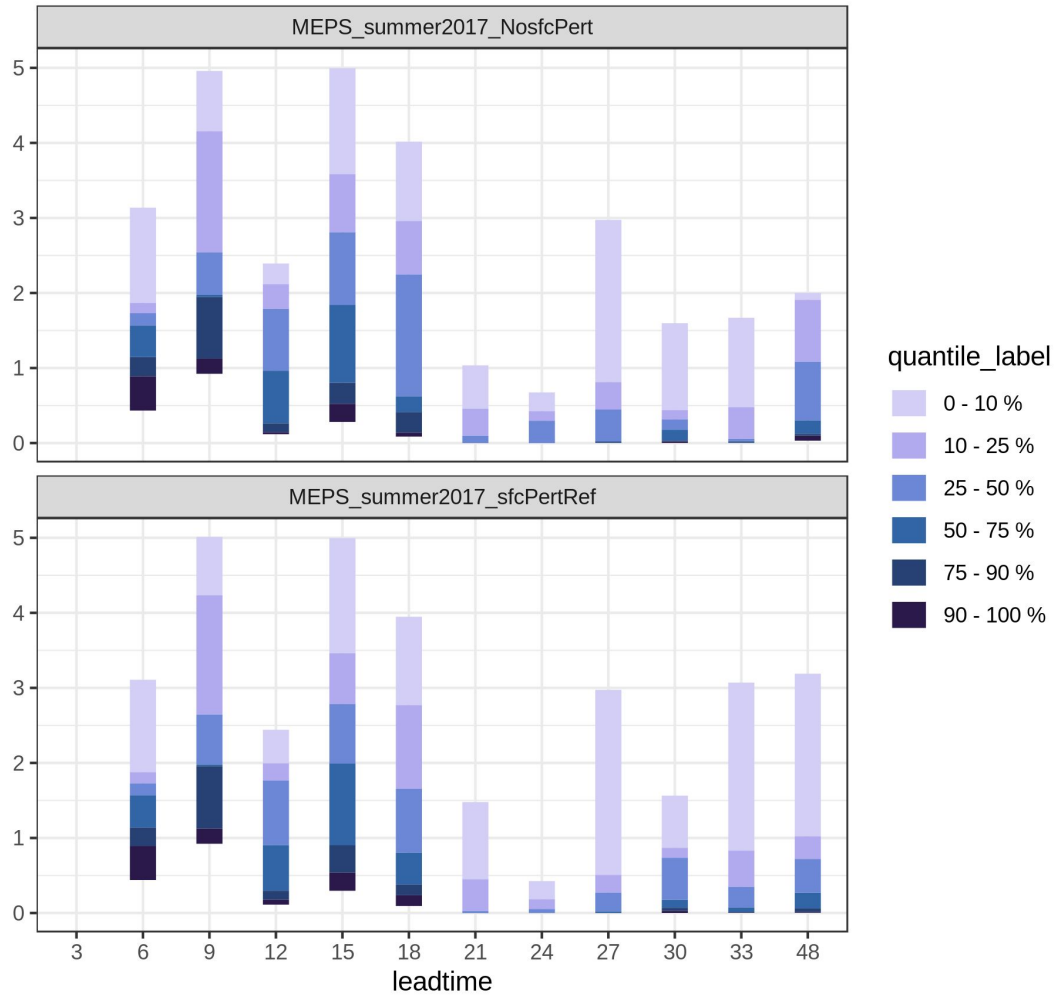 MEPS_summer2017_NosfcPert
5
4
3
2
1
0
MEPS_summer2017_sfcPertRef
5
4
3
2
1
0
3 6 9 12 15 18 21 24 27 30 33 48
leadtime
quantile_label
0 - 10 %
10 - 25 %
25 - 50 %
50 - 75 %
75 - 90 %
90 - 100 %